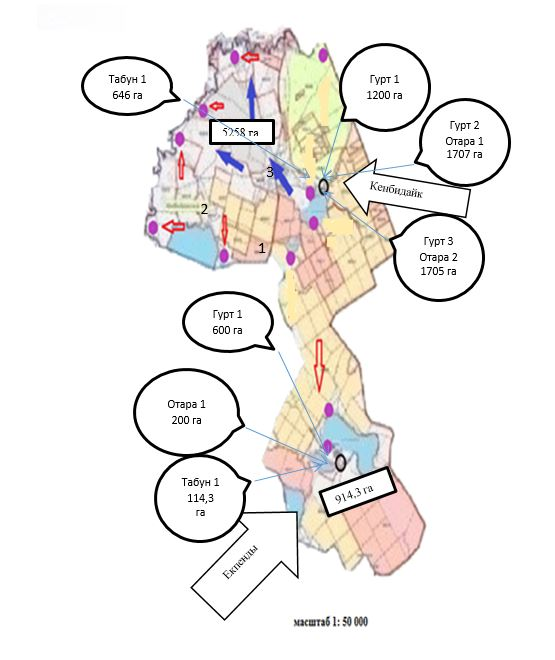 Табун 1
646 га
Гурт 1
1200 га
Гурт 2
Отара 1
1707 га
5258 га
3
Кенбидайк
2
1
Гурт 3
Отара 2
1705 га
Гурт 1
600 га
Отара 1
200 га
Табун 1
114,3
га
914,3 га
Екпенды
масштаб 1: 50 000